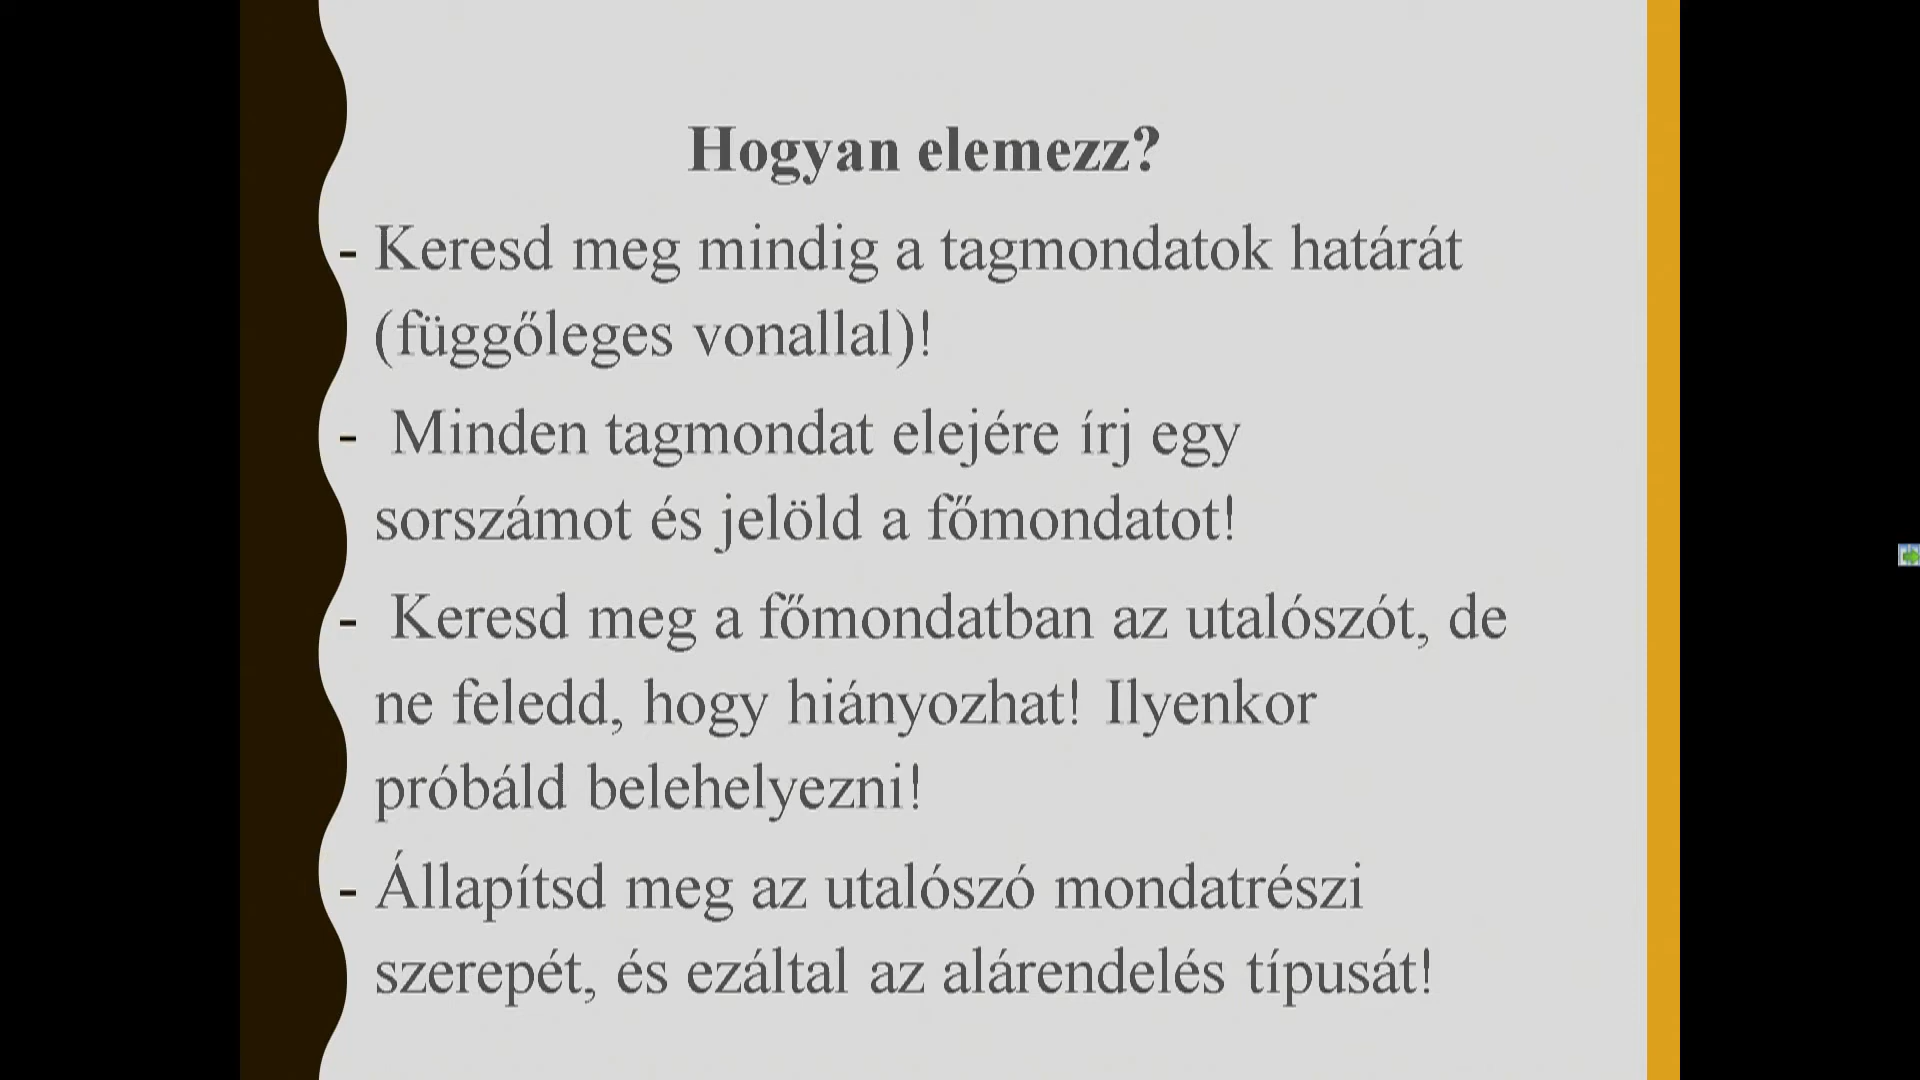 Hogyan elemezz?
- Keresd meg mindig a tagmondatok határát
(függőleges vonallal)!
- Minden tagmondat elejére írj egy
sorszámot és jelöld a főmondatot!
- Keresd meg a főmondatban az utalószót, de
ne feledd, hogy hiányozhat! Ilyenkor
próbáld belehelyezni!
- Állapítsd meg az utalószó mondatrészi
szerepét, és ezáltal az alárendelés típusát!